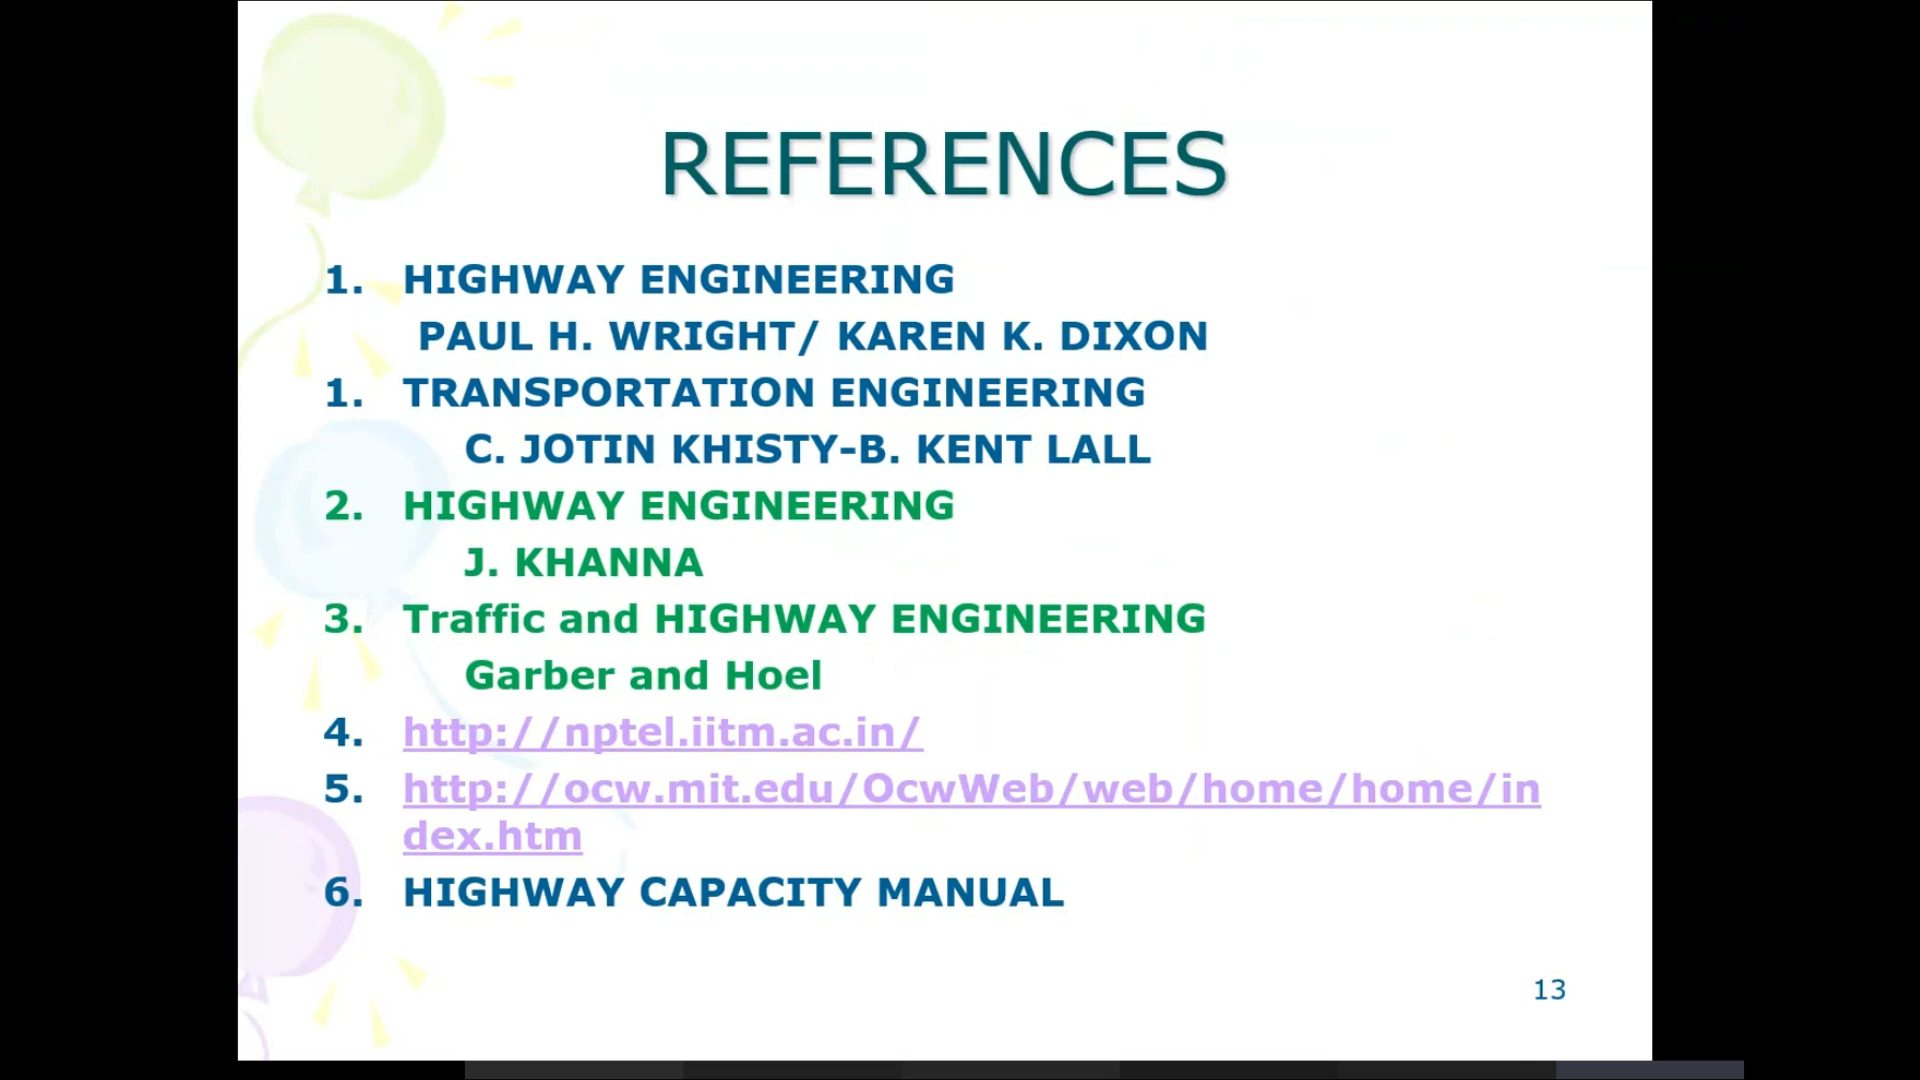 REFERENCES
1. HIGHWAY ENGINEERING
PAUL H. WRIGHT/ KAREN K. DIXON
1. TRANSPORTATION ENGINEERING
C. JOTIN KHISTY-B. KENT LALL
2. HIGHWAY ENGINEERING
J. KHANNA
3. Traffic and HIGHWAY ENGINEERING
Garber and Hoel
4. http://nptel.iitm.ac.in/
5. http://ocw.mit.edu/OcwWeb/web/home/home/in
dex.htm
6. HIGHWAY CAPACITY MANUAL
13